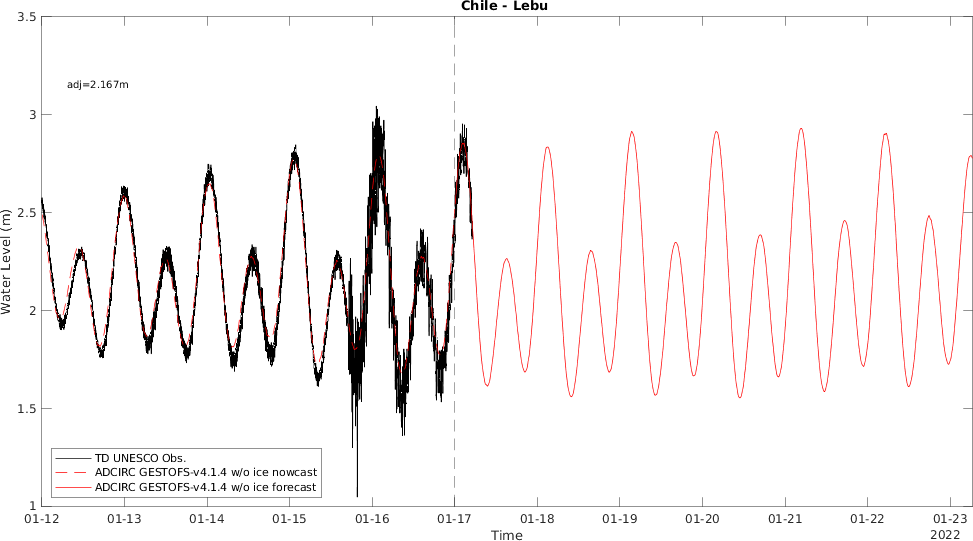 Chile - Lebu
3.5
adj=2.167m
3
2.5
Water Level (m)
2
1.5
TD UNESCO Obs.
ADCIRC GESTOFS-v4.1.4 w/o ice nowcast
ADCIRC GESTOFS-v4.1.4 w/o ice forecast
1
01-12 01-13 01-14 01-15 01-16 01-17 01-18 01-19 01-20 01-21 01-22 01-23
Time 2022